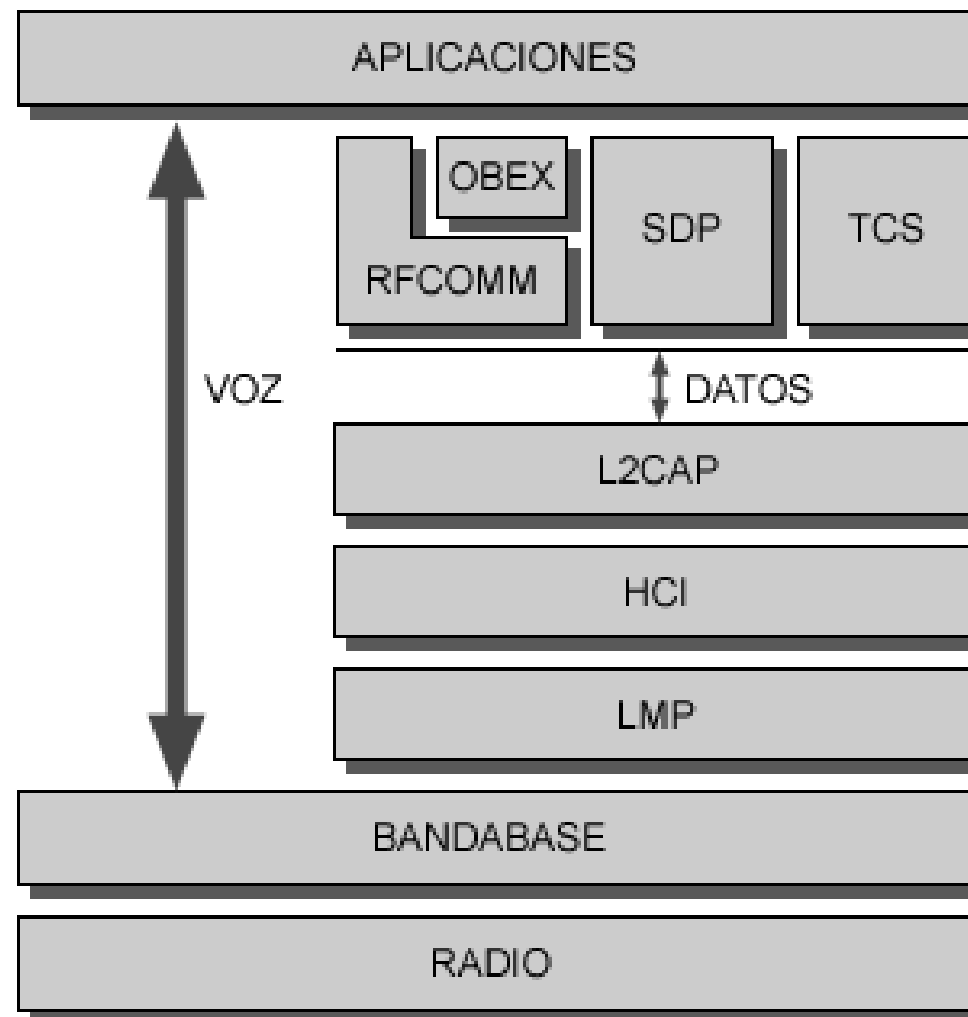 APLICACIONES
OBEX
SDP
TCS
RFCOMM
VOZ
DATOS
L2CAP
HCI
LMP
BANDABASE
RADIO